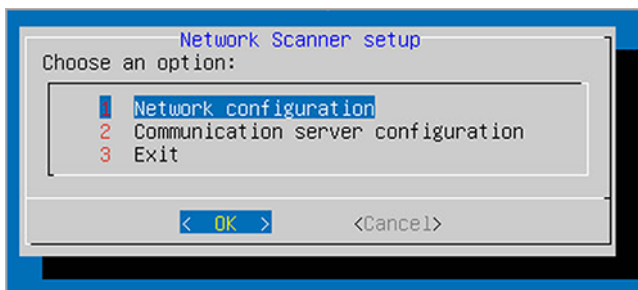 Network Scanner setup
Choose an option:
1 Network configuration
2 Communication server configuration
3 Exit
< OK > <Cancel>